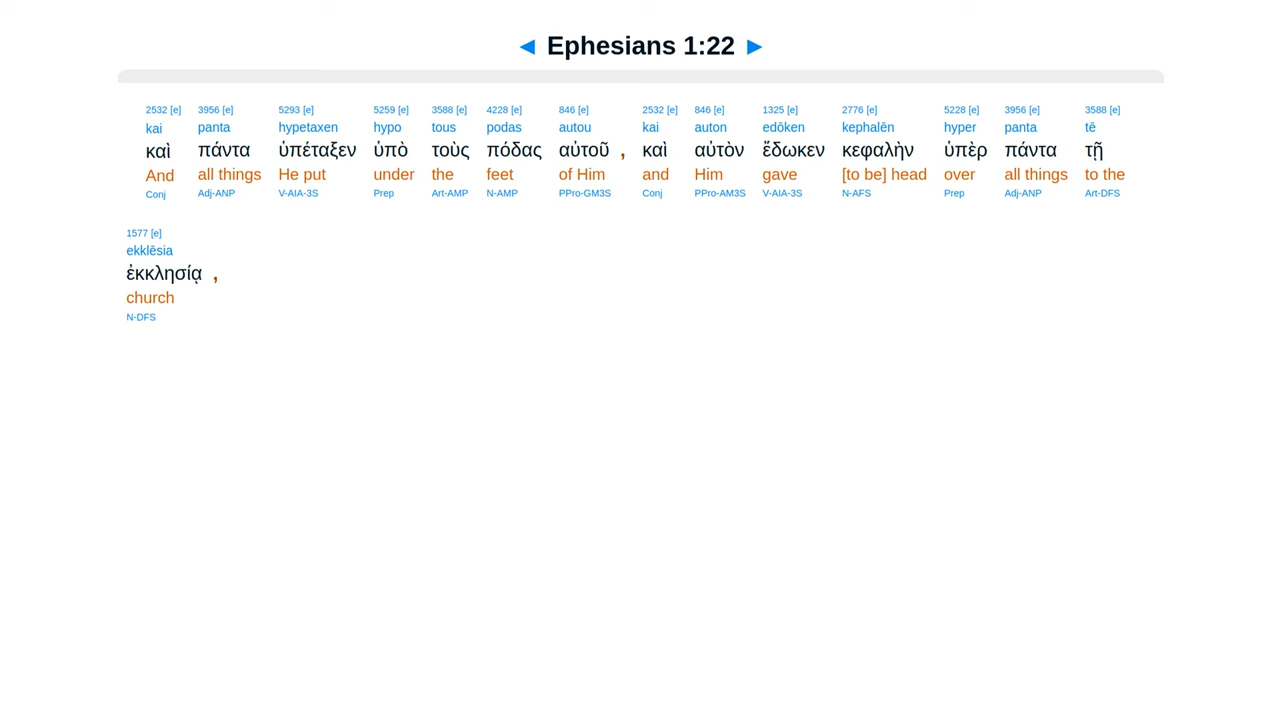 ◄ Ephesians 1:22 ►
2532 [e] 3956 [e] 5293 [e] 5259 [e] 3588 [e] 4228 [e] 846 [e] 2532 [e] 846 [e] 1325 [e] 2776 [e] 5228 [e] 3956 [e] 3588 [e]
kai panta hypetaxen hypo tous podas autou kai auton edōken kephalēn hyper panta tē
καὶ πάντα ὑπέταξεν ὑπὸ τοὺς πόδας αὐτοῦ , καὶ αὐτὸν ἔδωκεν κεφαλὴν ὑπὲρ πάντα τῇ
And all things He put under the feet of Him and Him gave [to be] head over all things to the
Conj Adj-ANP V-AIA-3S Prep Art-AMP N-AMP PPro-GM3S Conj PPro-AM3S V-AIA-3S N-AFS Prep Adj-ANP Art-DFS
1577 [e]
ekklēsia
ἐκκλησίᾳ ,
church
N-DFS